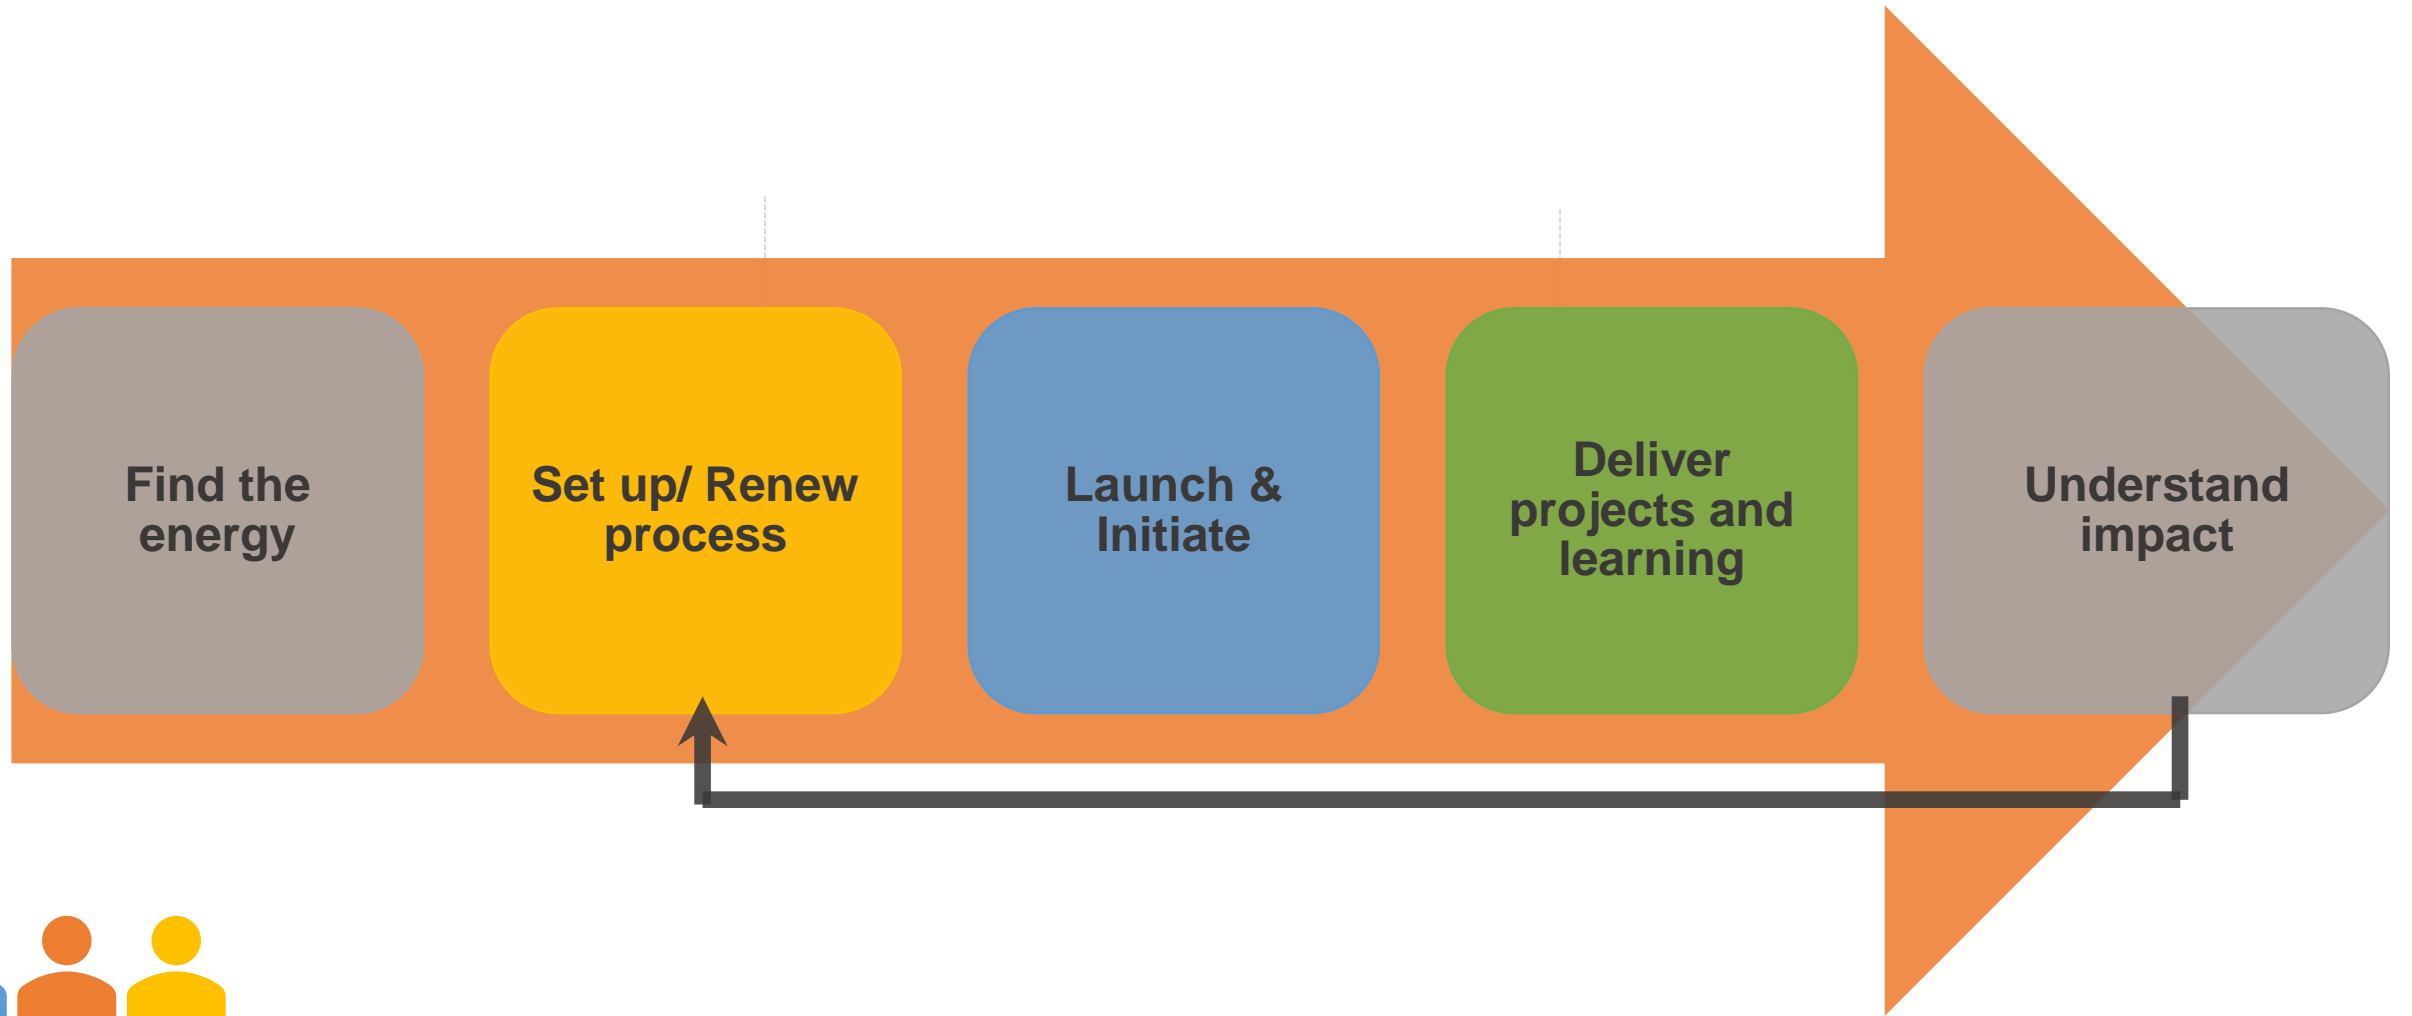 Find the
energy
Set up/ Renew
process
Launch &
Initiate
Deliver
projects and
learning
Understand
impact